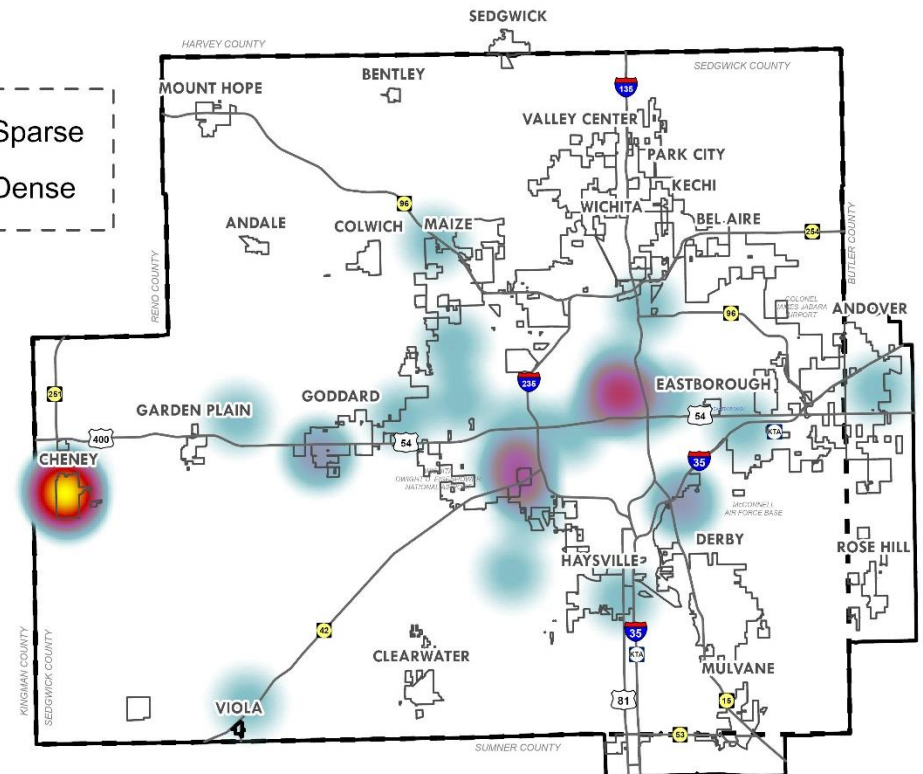 SEDGWICK
HARVEY COUNTY
SEDGWICK COUNTY
BENTLEY
MOUNT HOPE
135
Sparse
Dense
VALLEY CENTER
PARK CITY
KECHI
WICHITA
BEL AIRE
96
ANDALE
COLWICH
MAIZE
254
BUTLER COUNTY
RENO COUNTY
COLONEL
JAMES JABARA
AIRPORT
ANDOVER
96
235
EASTBOROUGH
251
GODDARD
GARDEN PLAIN
54
400
54
KTA
CHENEY
35
DWIGHT D. EISENHOWER
NATIONAL
McCONNELL
AIR FORCE BASE
DERBY
ROSE HILL
HAYSVILLE
42
35
KTA
KINGMAN COUNTY
SEDGWICK COUNTY
CLEARWATER
MULVANE
VIOLA
81
15
53
SUMNER COUNTY